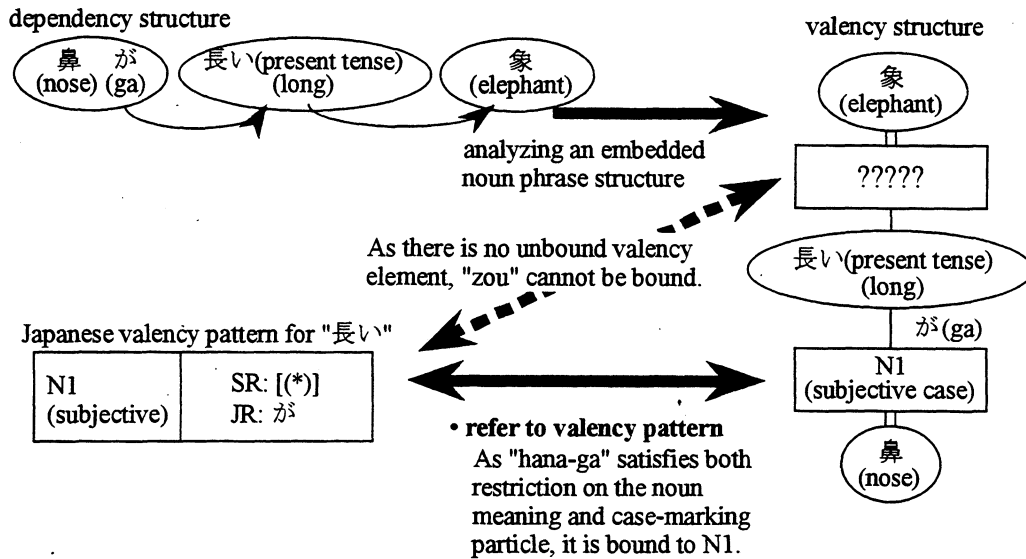 dependency structure
鼻 が
(nose) (ga)
長い(present tense)
(long)
象
(elephant)
analyzing an embedded
noun phrase structure
As there is no unbound valency
element, "zou" cannot be bound.
Japanese valency pattern for "長い"
N1
(subjective)
SR: [(*)]
JR: が
• refer to valency pattern
As "hana-ga" satisfies both
restriction on the noun
meaning and case-marking
particle, it is bound to N1.
valency structure
象
(elephant)
?????
長い(present tense)
(long)
が(ga)
N1
(subjective case)
鼻
(nose)